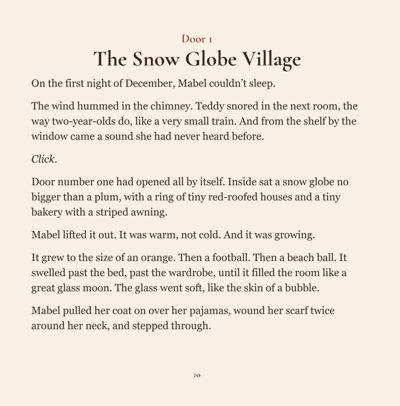 Door 1
The Snow Globe Village
On the first night of December, Mabel couldn’t sleep.
The wind hummed in the chimney. Teddy snored in the next room, the
way two-year-olds do, like a very small train. And from the shelf by the
window came a sound she had never heard before.
Click.
Door number one had opened all by itself. Inside sat a snow globe no
bigger than a plum, with a ring of tiny red-roofed houses and a tiny
bakery with a striped awning.
Mabel lifted it out. It was warm, not cold. And it was growing.
It grew to the size of an orange. Then a football. Then a beach ball. It
swelled past the bed, past the wardrobe, until it filled the room like a
great glass moon. The glass went soft, like the skin of a bubble.
Mabel pulled her coat on over her pajamas, wound her scarf twice
around her neck, and stepped through.
10